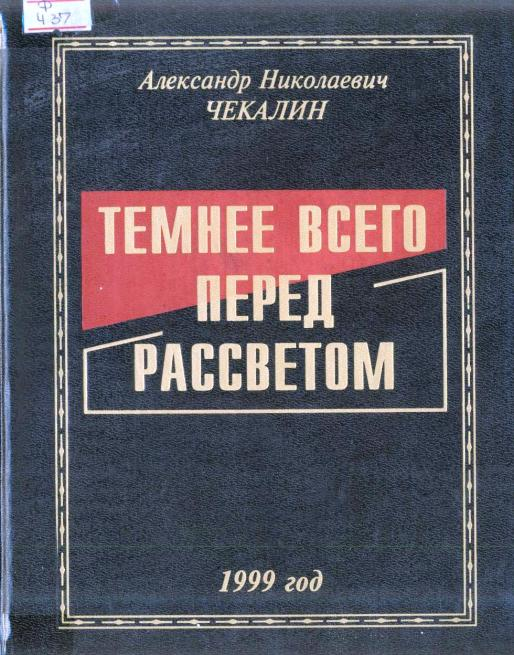 Ф
Ч 37
Александр Николаевич
ЧЕКАЛИН
ТЕМНЕЕ ВСЕГО
ПЕРЕД
РАССВЕТОМ
1999 год